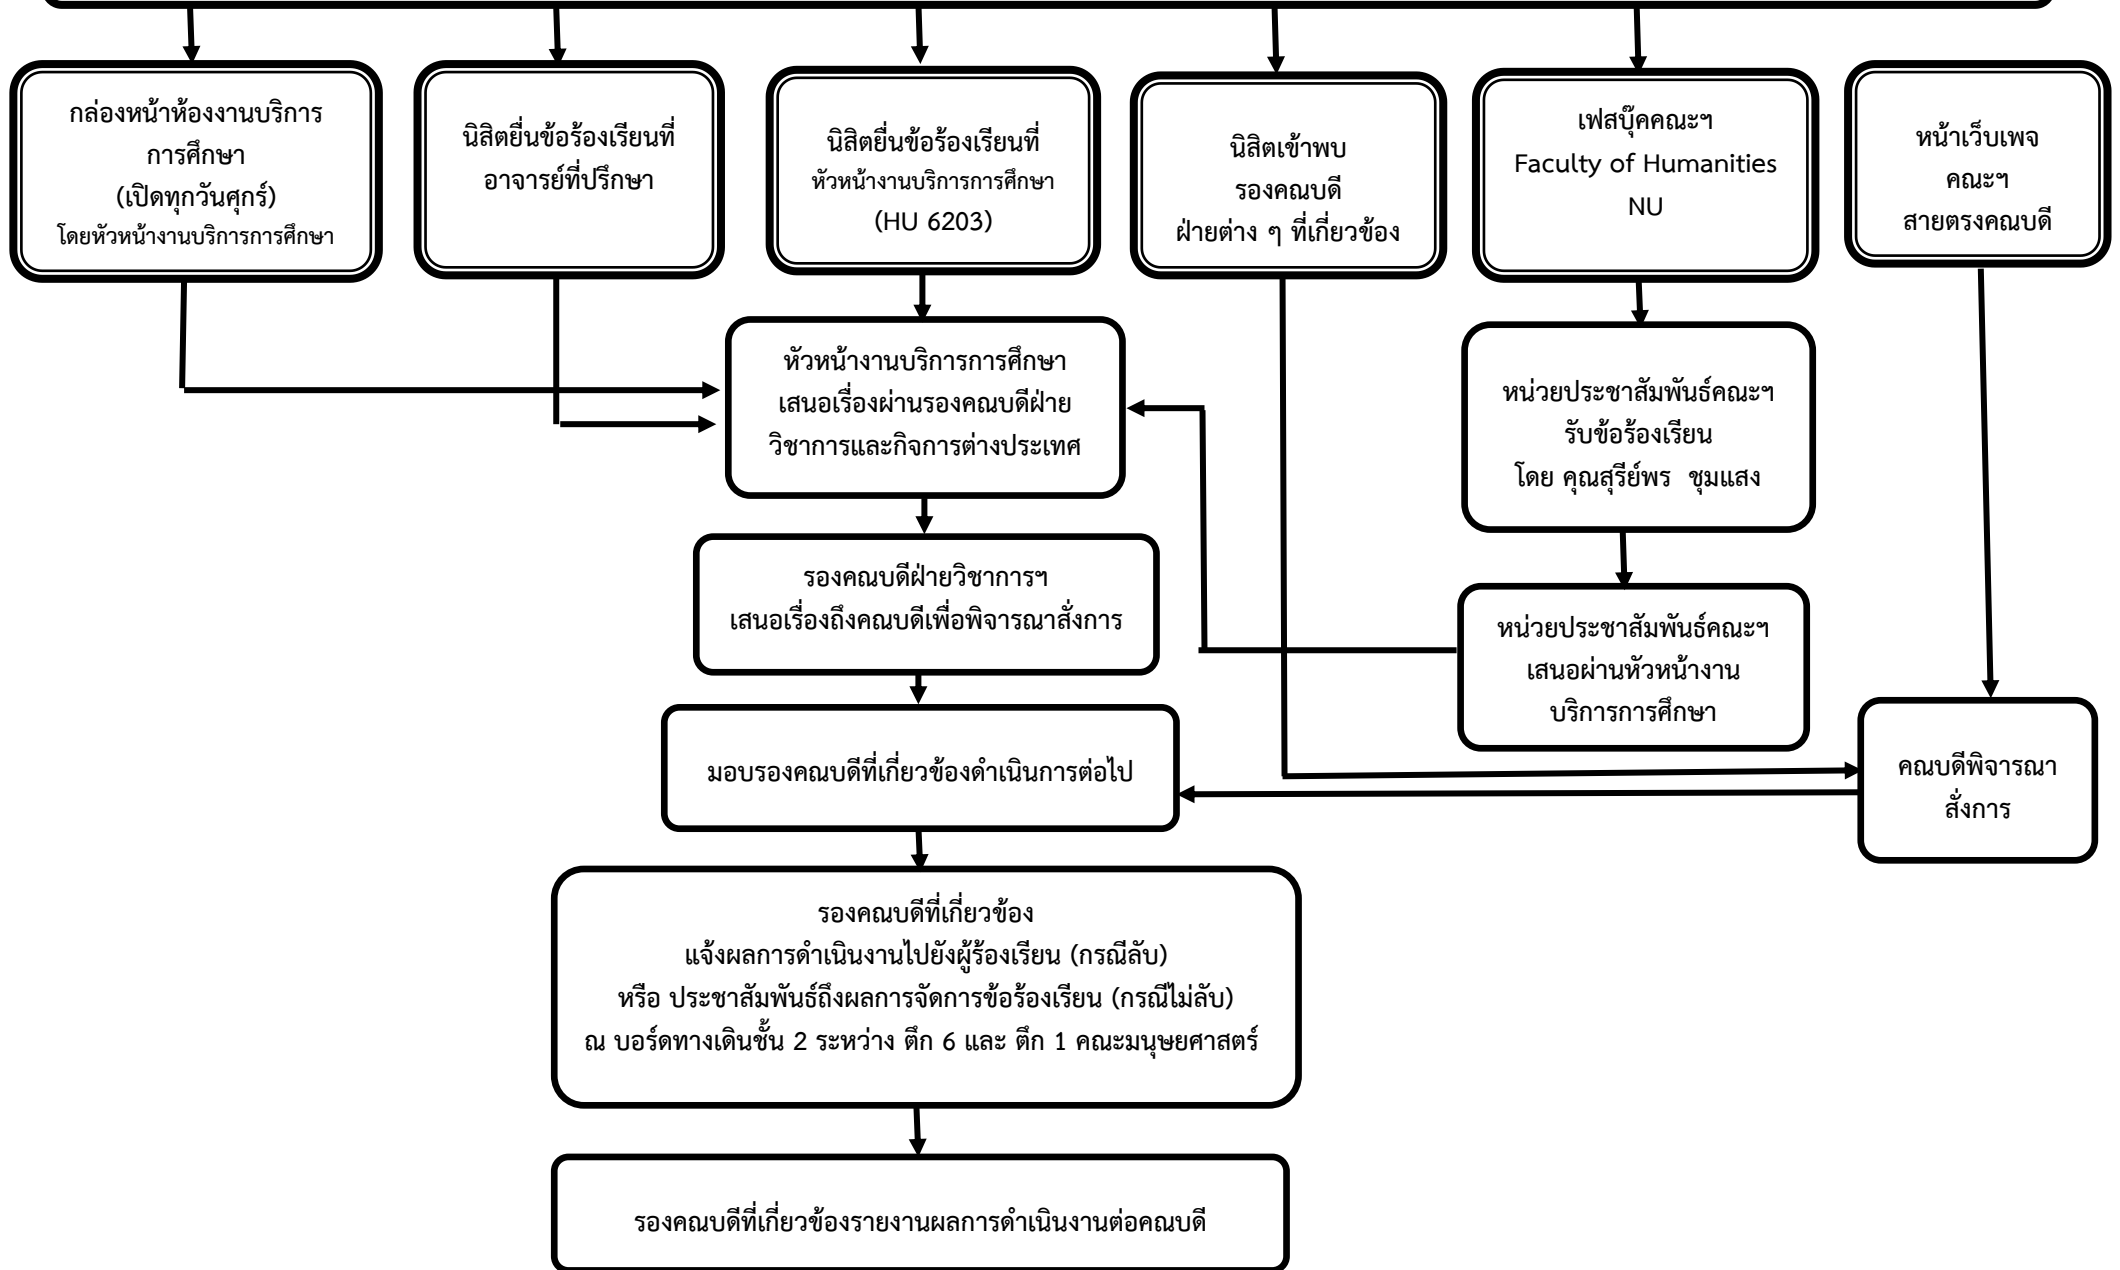 กล่องหน้าห้องงานบริการ
การศึกษา
(เปิดทุกวันศุกร์)
โดยหัวหน้างานบริการการศึกษา
นิสิตยื่นข้อร้องเรียนที่
อาจารย์ที่ปรึกษา
นิสิตยื่นข้อร้องเรียนที่
หัวหน้างานบริการการศึกษา
(HU 6203)
นิสิตเข้าพบ
รองคณบดี
ฝ่ายต่าง ๆ ที่เกี่ยวข้อง
เฟสบุ๊คคณะฯ
Faculty of Humanities
NU
หน้าเว็บเพจ
คณะฯ
สายตรงคณบดี
หัวหน้างานบริการการศึกษา
เสนอเรื่องผ่านรองคณบดีฝ่าย
วิชาการและกิจการต่างประเทศ
หน่วยประชาสัมพันธ์คณะฯ
รับข้อร้องเรียน
โดย คุณสุรีย์พร ชุมแสง
รองคณบดีฝ่ายวิชาการฯ
เสนอเรื่องถึงคณบดีเพื่อพิจารณาสั่งการ
หน่วยประชาสัมพันธ์คณะฯ
เสนอผ่านหัวหน้างาน
บริการการศึกษา
มอบรองคณบดีที่เกี่ยวข้องดำเนินการต่อไป
คณบดีพิจารณา
สั่งการ
รองคณบดีที่เกี่ยวข้อง
แจ้งผลการดำเนินงานไปยังผู้ร้องเรียน (กรณีลับ)
หรือ ประชาสัมพันธ์ถึงผลการจัดการข้อร้องเรียน (กรณีไม่ลับ)
ณ บอร์ดทางเดินชั้น 2 ระหว่าง ตึก 6 และ ตึก 1 คณะมนุษยศาสตร์
รองคณบดีที่เกี่ยวข้องรายงานผลการดำเนินงานต่อคณบดี